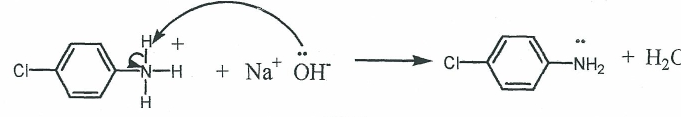 H +
Cl N H + Na+ OH- Cl NH2 + H2O
H